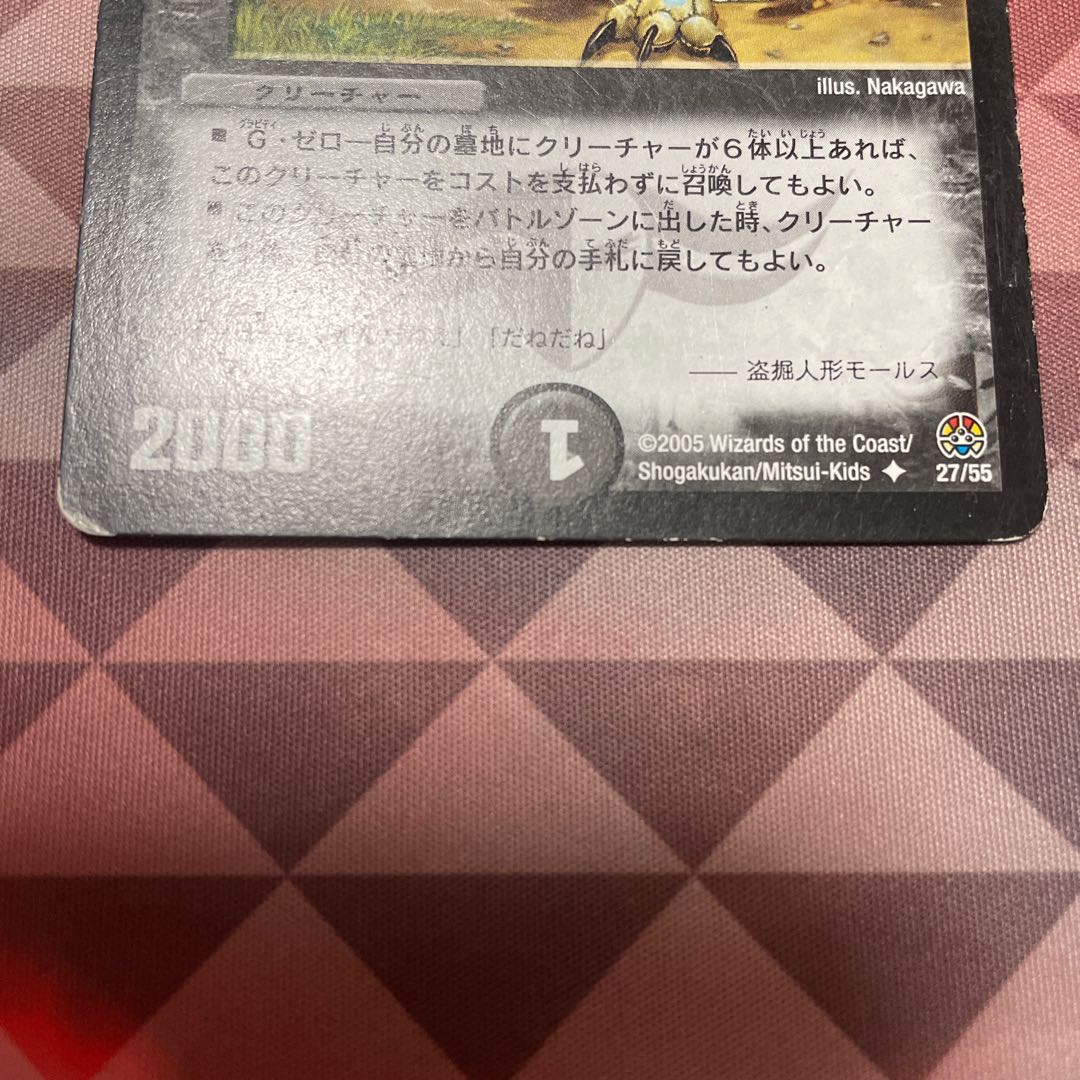 illus. Nakagawa
クリーチャー
G・ゼロー自分の墓地にクリーチャーが6体以上あれば、
このクリーチャーをコストを支払わずに召喚してもよい。
このクリーチャーをバトルゾーンに出した時、クリーチャー
から自分の手札に戻してもよい。
」「だねだね」
―― 盗掘人形モールス
2000
1
©2005 Wizards of the Coast/
Shogakukan/Mitsui-Kids
27/55